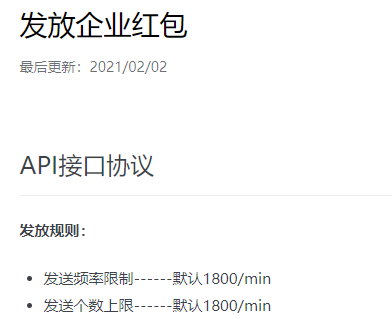 发放企业红包
最后更新：2021/02/02
API接口协议
发放规则：
发送频率限制------默认1800/min
发送个数上限------默认1800/min